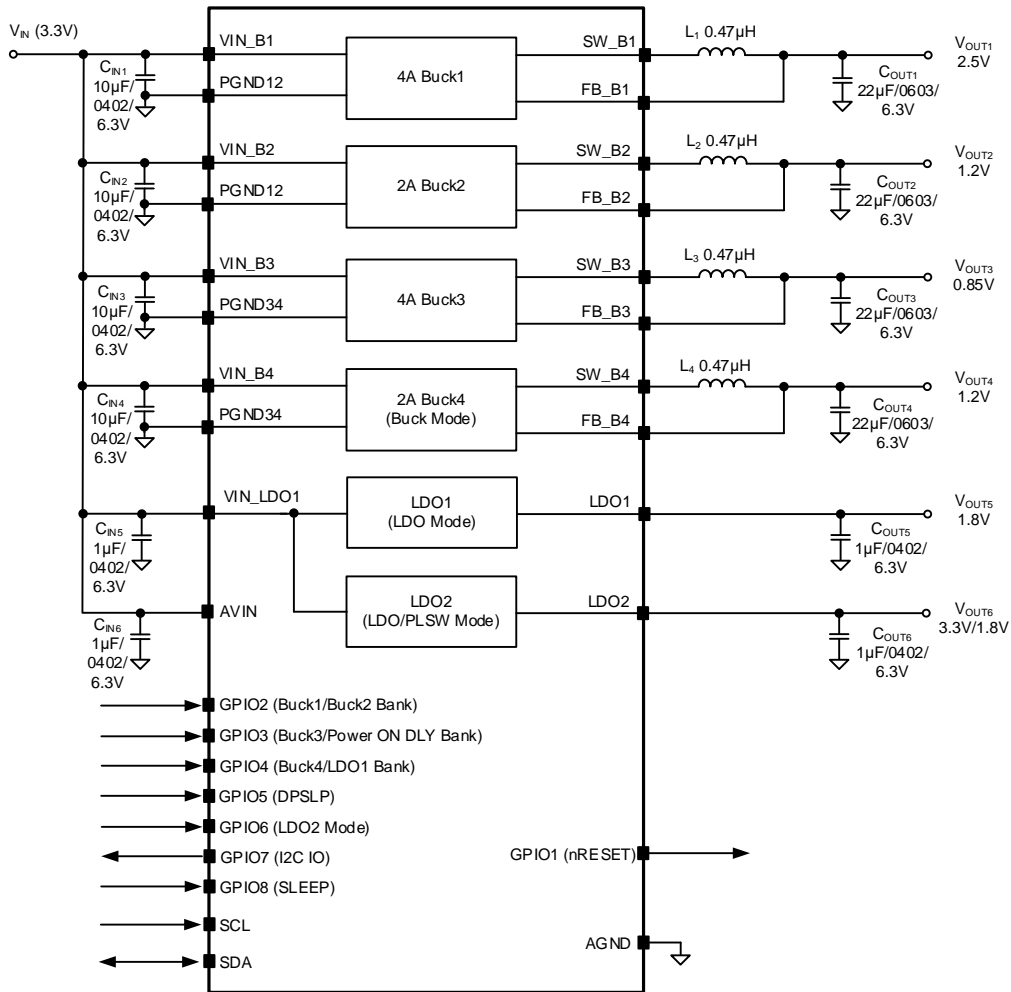 VIN (3.3V)
CIN1
10µF/
0402/
6.3V
VIN_B1
PGND12
4A Buck1
SW_B1
FB_B1
L1 0.47µH
COUT1
22µF/0603/
6.3V
VOUT1
2.5V
CIN2
10µF/
0402/
6.3V
VIN_B2
PGND12
2A Buck2
SW_B2
FB_B2
L2 0.47µH
COUT2
22µF/0603/
6.3V
VOUT2
1.2V
CIN3
10µF/
0402/
6.3V
VIN_B3
PGND34
4A Buck3
SW_B3
FB_B3
L3 0.47µH
COUT3
22µF/0603/
6.3V
VOUT3
0.85V
CIN4
10µF/
0402/
6.3V
VIN_B4
PGND34
2A Buck4
(Buck Mode)
SW_B4
FB_B4
L4 0.47µH
COUT4
22µF/0603/
6.3V
VOUT4
1.2V
CIN5
1µF/
0402/
6.3V
VIN_LDO1
LDO1
(LDO Mode)
LDO1
COUT5
1µF/0402/
6.3V
VOUT5
1.8V
CIN6
1µF/
0402/
6.3V
AVIN
LDO2
(LDO/PLSW Mode)
LDO2
COUT6
1µF/0402/
6.3V
VOUT6
3.3V/1.8V
GPIO2 (Buck1/Buck2 Bank)
GPIO3 (Buck3/Power ON DLY Bank)
GPIO4 (Buck4/LDO1 Bank)
GPIO5 (DPSLP)
GPIO6 (LDO2 Mode)
GPIO7 (I2C IO)
GPIO1 (nRESET)
GPIO8 (SLEEP)
SCL
AGND
SDA